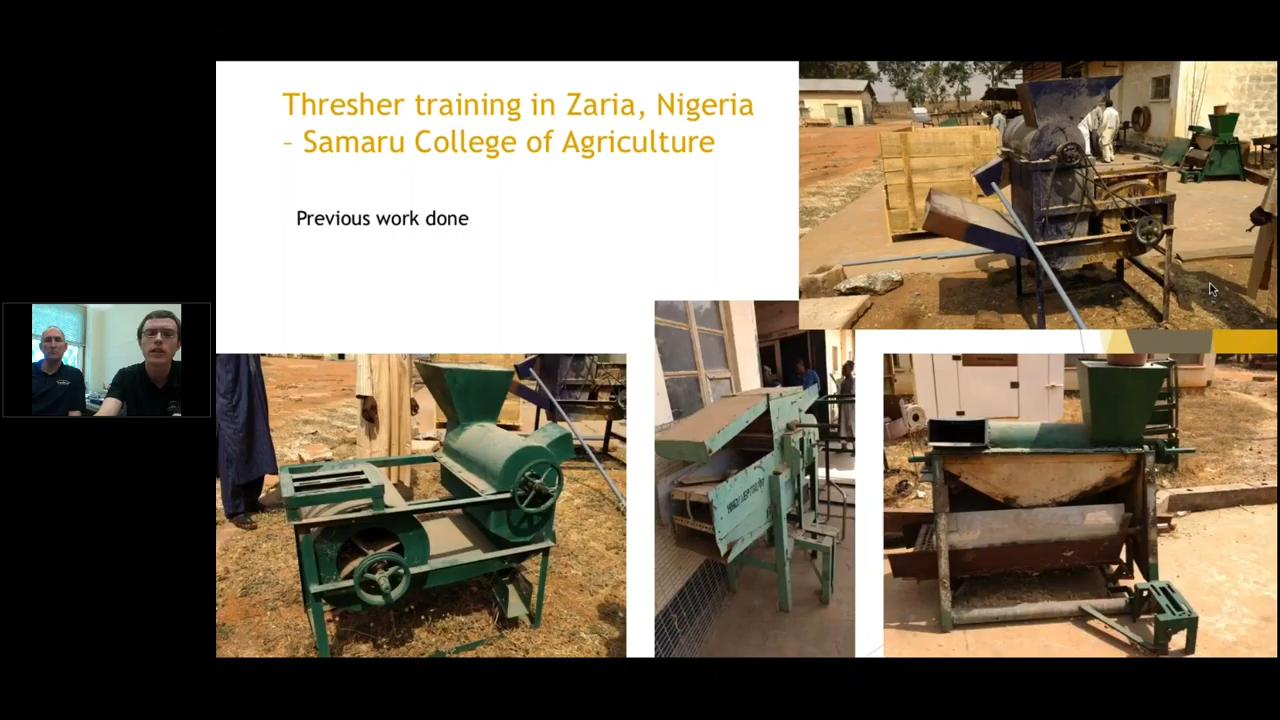 Thresher training in Zaria, Nigeria
– Samaru College of Agriculture
Previous work done